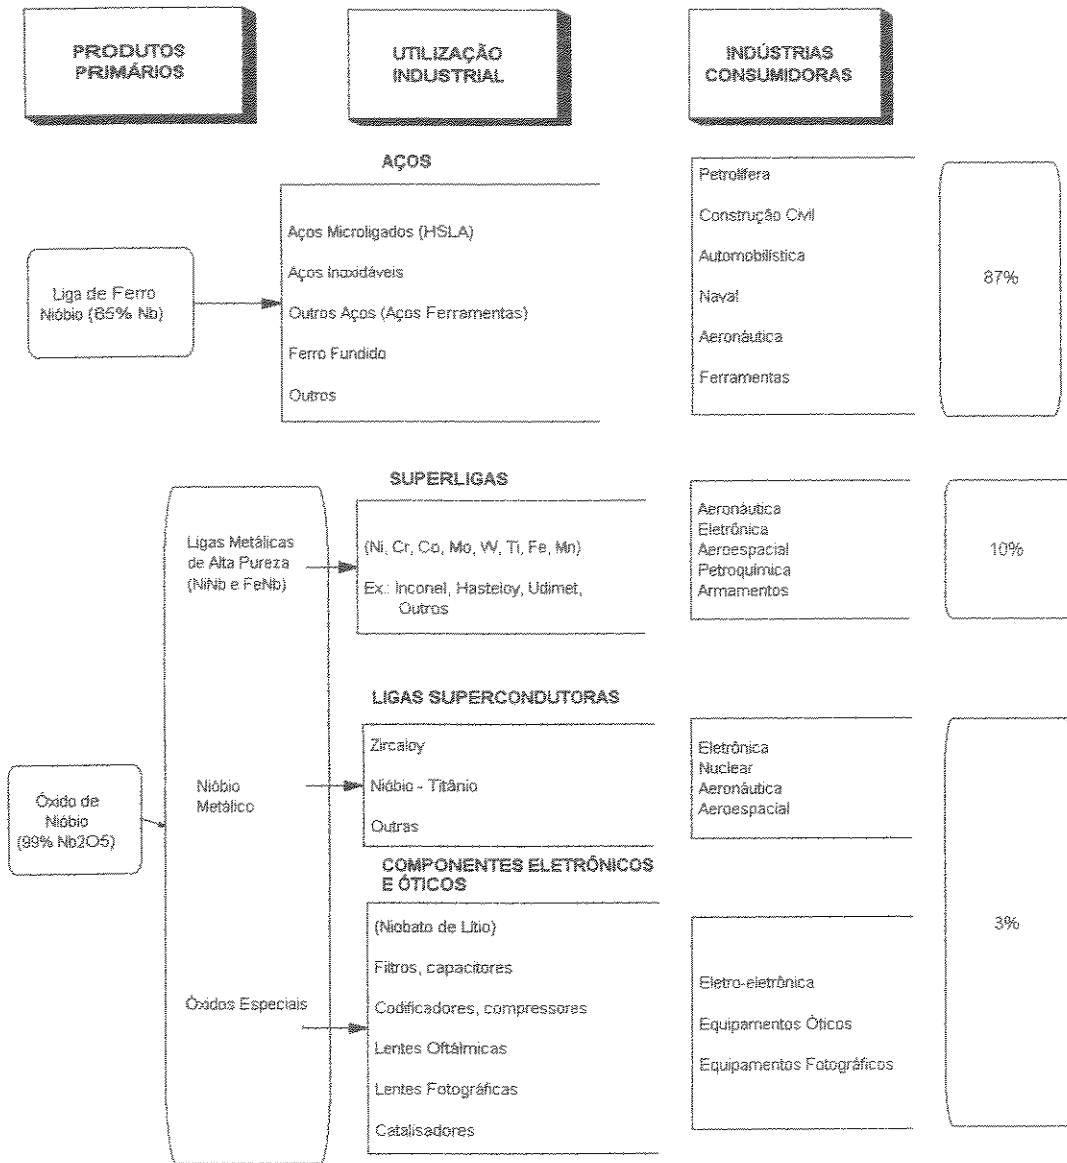 PRODUTOS
PRIMÁRIOS
UTILIZAÇÃO
INDUSTRIAL
INDÚSTRIAS
CONSUMIDORAS
AÇOS
Liga de Ferro
Nióbio (65% Nb)
Aços Microligados (HSLA)
Aços Inoxidáveis
Outros Aços (Aços Ferramentas)
Ferro Fundido
Outros
Petrolífera
Construção Civil
Automobilística
Naval
Aeronáutica
Ferramentas
87%
SUPERLIGAS
Ligas Metálicas
de Alta Pureza
(NiNb e FeNb)
(Ni, Cr, Co, Mo, W, Ti, Fe, Mn)
Ex.: Inconel, Hasteloy, Udimet,
Outros
Aeronáutica
Eletrônica
Aeroespacial
Petroquímica
Armamentos
10%
LIGAS SUPERCONDUTORAS
Óxido de
Nióbio
(99% Nb2O5)
Nióbio
Metálico
Zircaloy
Nióbio - Titânio
Outras
Eletrônica
Nuclear
Aeronáutica
Aeroespacial
COMPONENTES ELETRÔNICOS
E ÓTICOS
Óxidos Especiais
(Niobato de Lítio)
Filtros, capacitores
Codificadores, compressores
Lentes Oftálmicas
Lentes Fotográficas
Catalisadores
Eletro-eletrônica
Equipamentos Óticos
Equipamentos Fotográficos
3%